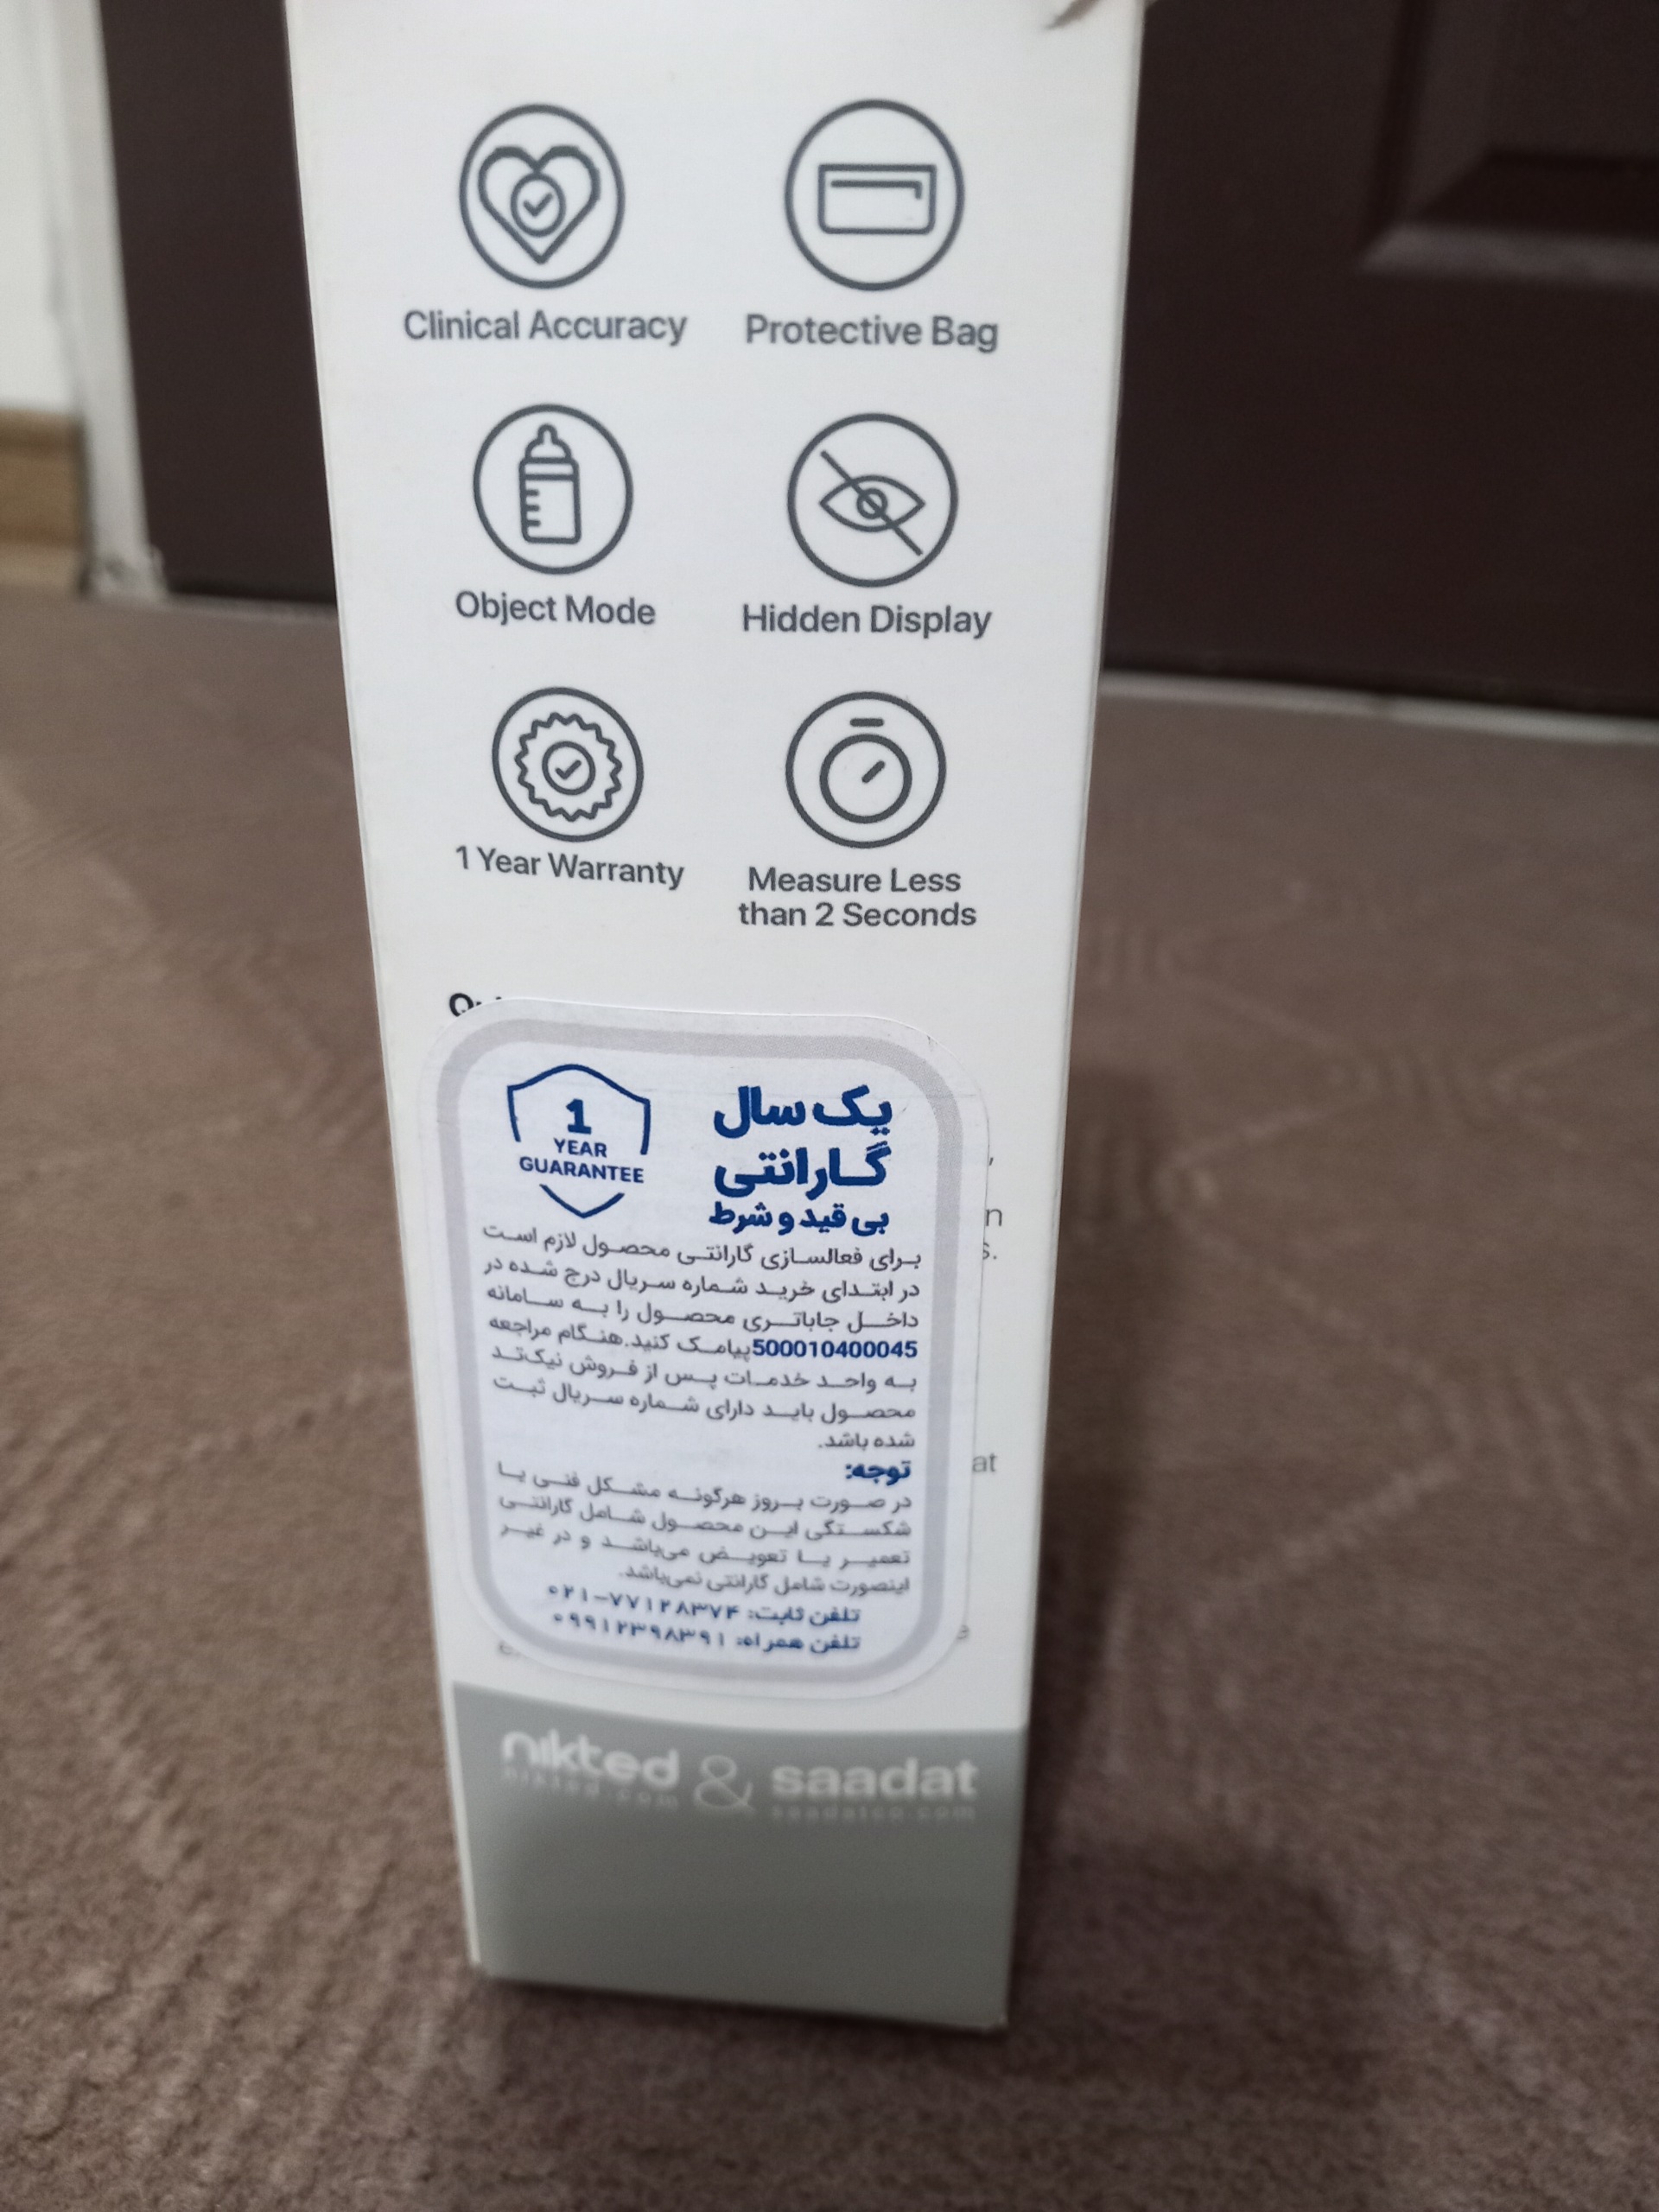 Clinical Accuracy
Protective Bag
Object Mode
Hidden Display
1 Year Warranty
Measure Less
than 2 Seconds
یک سال
گارانتی
بی قید و شرط
1
YEAR
GUARANTEE
برای فعالسازی گارانتی محصول لازم است
در ابتدای خرید شماره سریال درج شده در
داخل جاباتری محصول را به سامانه
500010400045پیامک کنید.هنگام مراجعه
به واحد خدمات پس از فروش نیک‌تد
محصول باید دارای شماره سریال ثبت
شده باشد.
توجه:
در صورت بروز هرگونه مشکل فنی یا
شکستگی این محصول شامل گارانتی
تعمیر یا تعویض می‌باشد و در غیر
اینصورت شامل گارانتی نمی‌باشد.
تلفن ثابت: ۰۲۱-۷۷۱۲۸۳۷۴
تلفن همراه: ۰۹۹۱۲۳۹۸۳۹۱
nikted & saadat
nikted.com saadatco.com